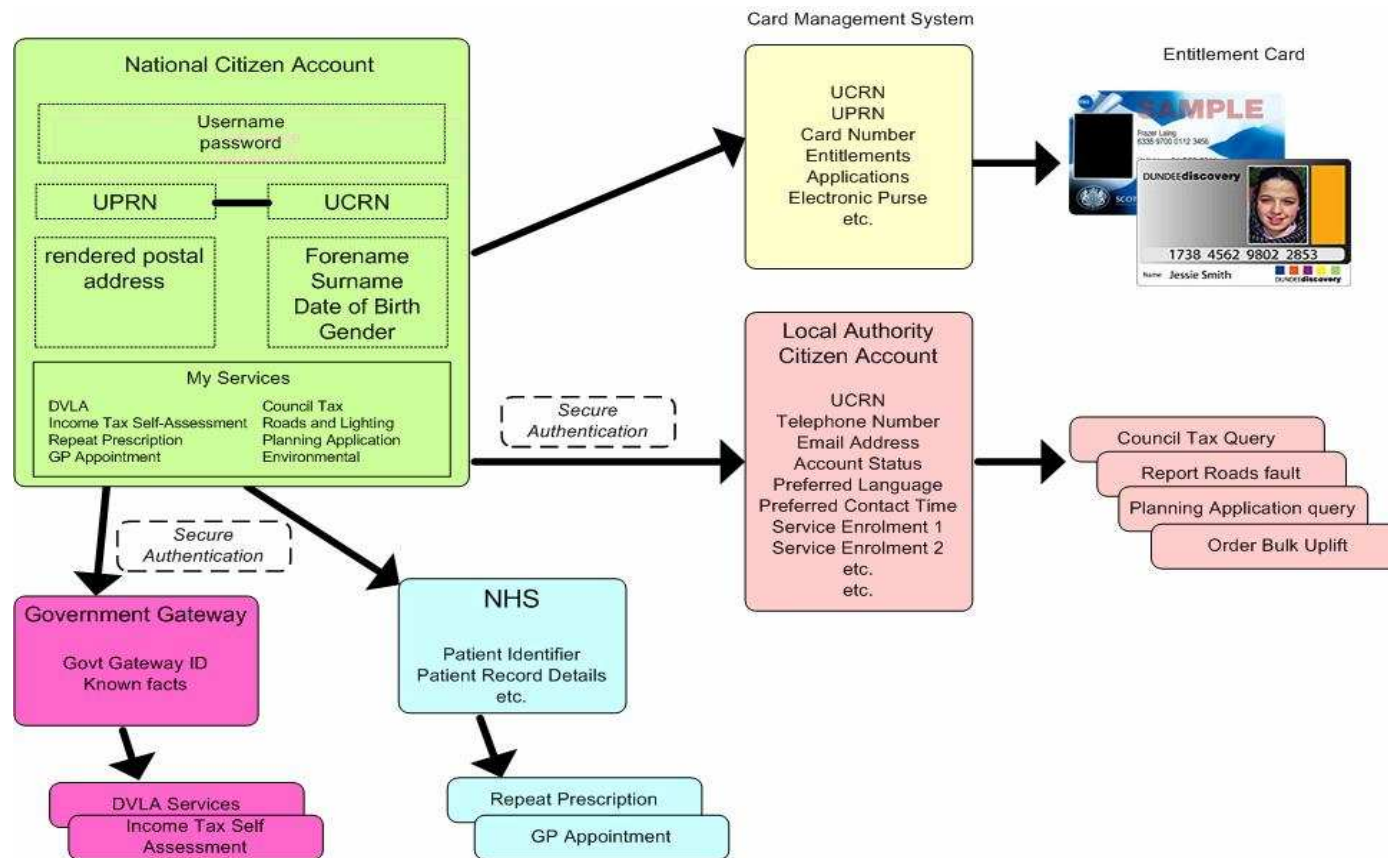 Card Management System
National Citizen Account
Username
password
UPRN
UCRN
rendered postal
address
Forename
Surname
Date of Birth
Gender
My Services
DVLA
Income Tax Self-Assessment
Repeat Prescription
GP Appointment
Council Tax
Roads and Lighting
Planning Application
Environmental
UCRN
UPRN
Card Number
Entitlements
Applications
Electronic Purse
etc.
Entitlement Card
SAMPLE
Frazer Laing
6335 9700 0112 3456
SCOT
DUNDEEdiscovery
1738 4562 9802 2853
Name Jessie Smith
DUNDEEdiscovery
Secure
Authentication
Local Authority
Citizen Account
UCRN
Telephone Number
Email Address
Account Status
Preferred Language
Preferred Contact Time
Service Enrolment 1
Service Enrolment 2
etc.
etc.
Council Tax Query
Report Roads fault
Planning Application query
Order Bulk Uplift
Secure
Authentication
Government Gateway
Govt Gateway ID
Known facts
DVLA Services
Income Tax Self
Assessment
NHS
Patient Identifier
Patient Record Details
etc.
Repeat Prescription
GP Appointment